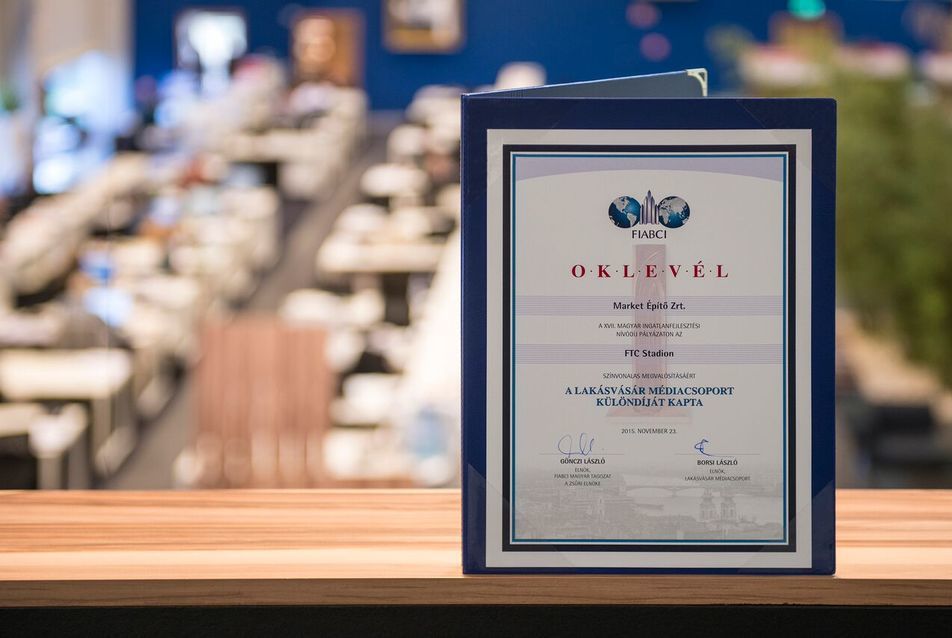 FIABCI
O·K·L·E·V·É·L
Market Építő Zrt.
A XVII. MAGYAR INGATLANFEJLESZTÉSI
NÍVÓDÍJ PÁLYÁZATON AZ
FTC Stadion
SZÍNVONALAS MEGVALÓSÍTÁSÁÉRT
A LAKÁSVÁSÁR MÉDIACSOPORT
KÜLÖNDÍJÁT KAPTA
2015. NOVEMBER 23.
GÖNCZI LÁSZLÓ
ELNÖK,
FIABCI MAGYAR TAGOZAT
A ZSŰRI ELNÖKE
BORSI LÁSZLÓ
ELNÖK,
LAKÁSVÁSÁR MÉDIACSOPORT